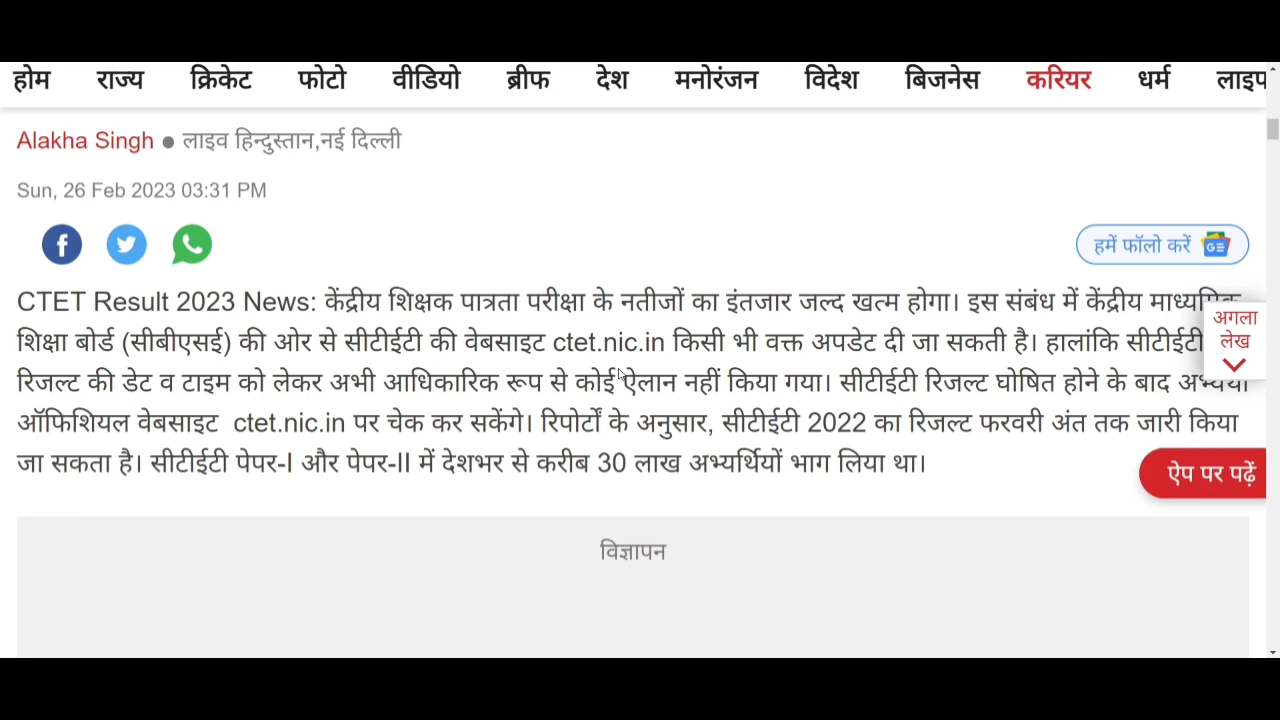 होम राज्य क्रिकेट फोटो वीडियो ब्रीफ देश मनोरंजन विदेश बिजनेस करियर धर्म
Alakha Singh ● लाइव हिन्दुस्तान,नई दिल्ली
Sun, 26 Feb 2023 03:31 PM
हमें फॉलो करें
CTET Result 2023 News: केंद्रीय शिक्षक पात्रता परीक्षा के नतीजों का इंतजार जल्द खत्म होगा। इस संबंध में केंद्रीय माध्यमिक
शिक्षा बोर्ड (सीबीएसई) की ओर से सीटीईटी की वेबसाइट ctet.nic.in किसी भी वक्त अपडेट दी जा सकती है। हालांकि सीटीईटी
रिजल्ट की डेट व टाइम को लेकर अभी आधिकारिक रूप से कोई ऐलान नहीं किया गया। सीटीईटी रिजल्ट घोषित होने के बाद अभ्यर्थी
ऑफिशियल वेबसाइट ctet.nic.in पर चेक कर सकेंगे। रिपोर्टों के अनुसार, सीटीईटी 2022 का रिजल्ट फरवरी अंत तक जारी किया
जा सकता है। सीटीईटी पेपर-I और पेपर-II में देशभर से करीब 30 लाख अभ्यर्थियों भाग लिया था।
अगला
लेख
ऐप पर पढ़ें
विज्ञापन